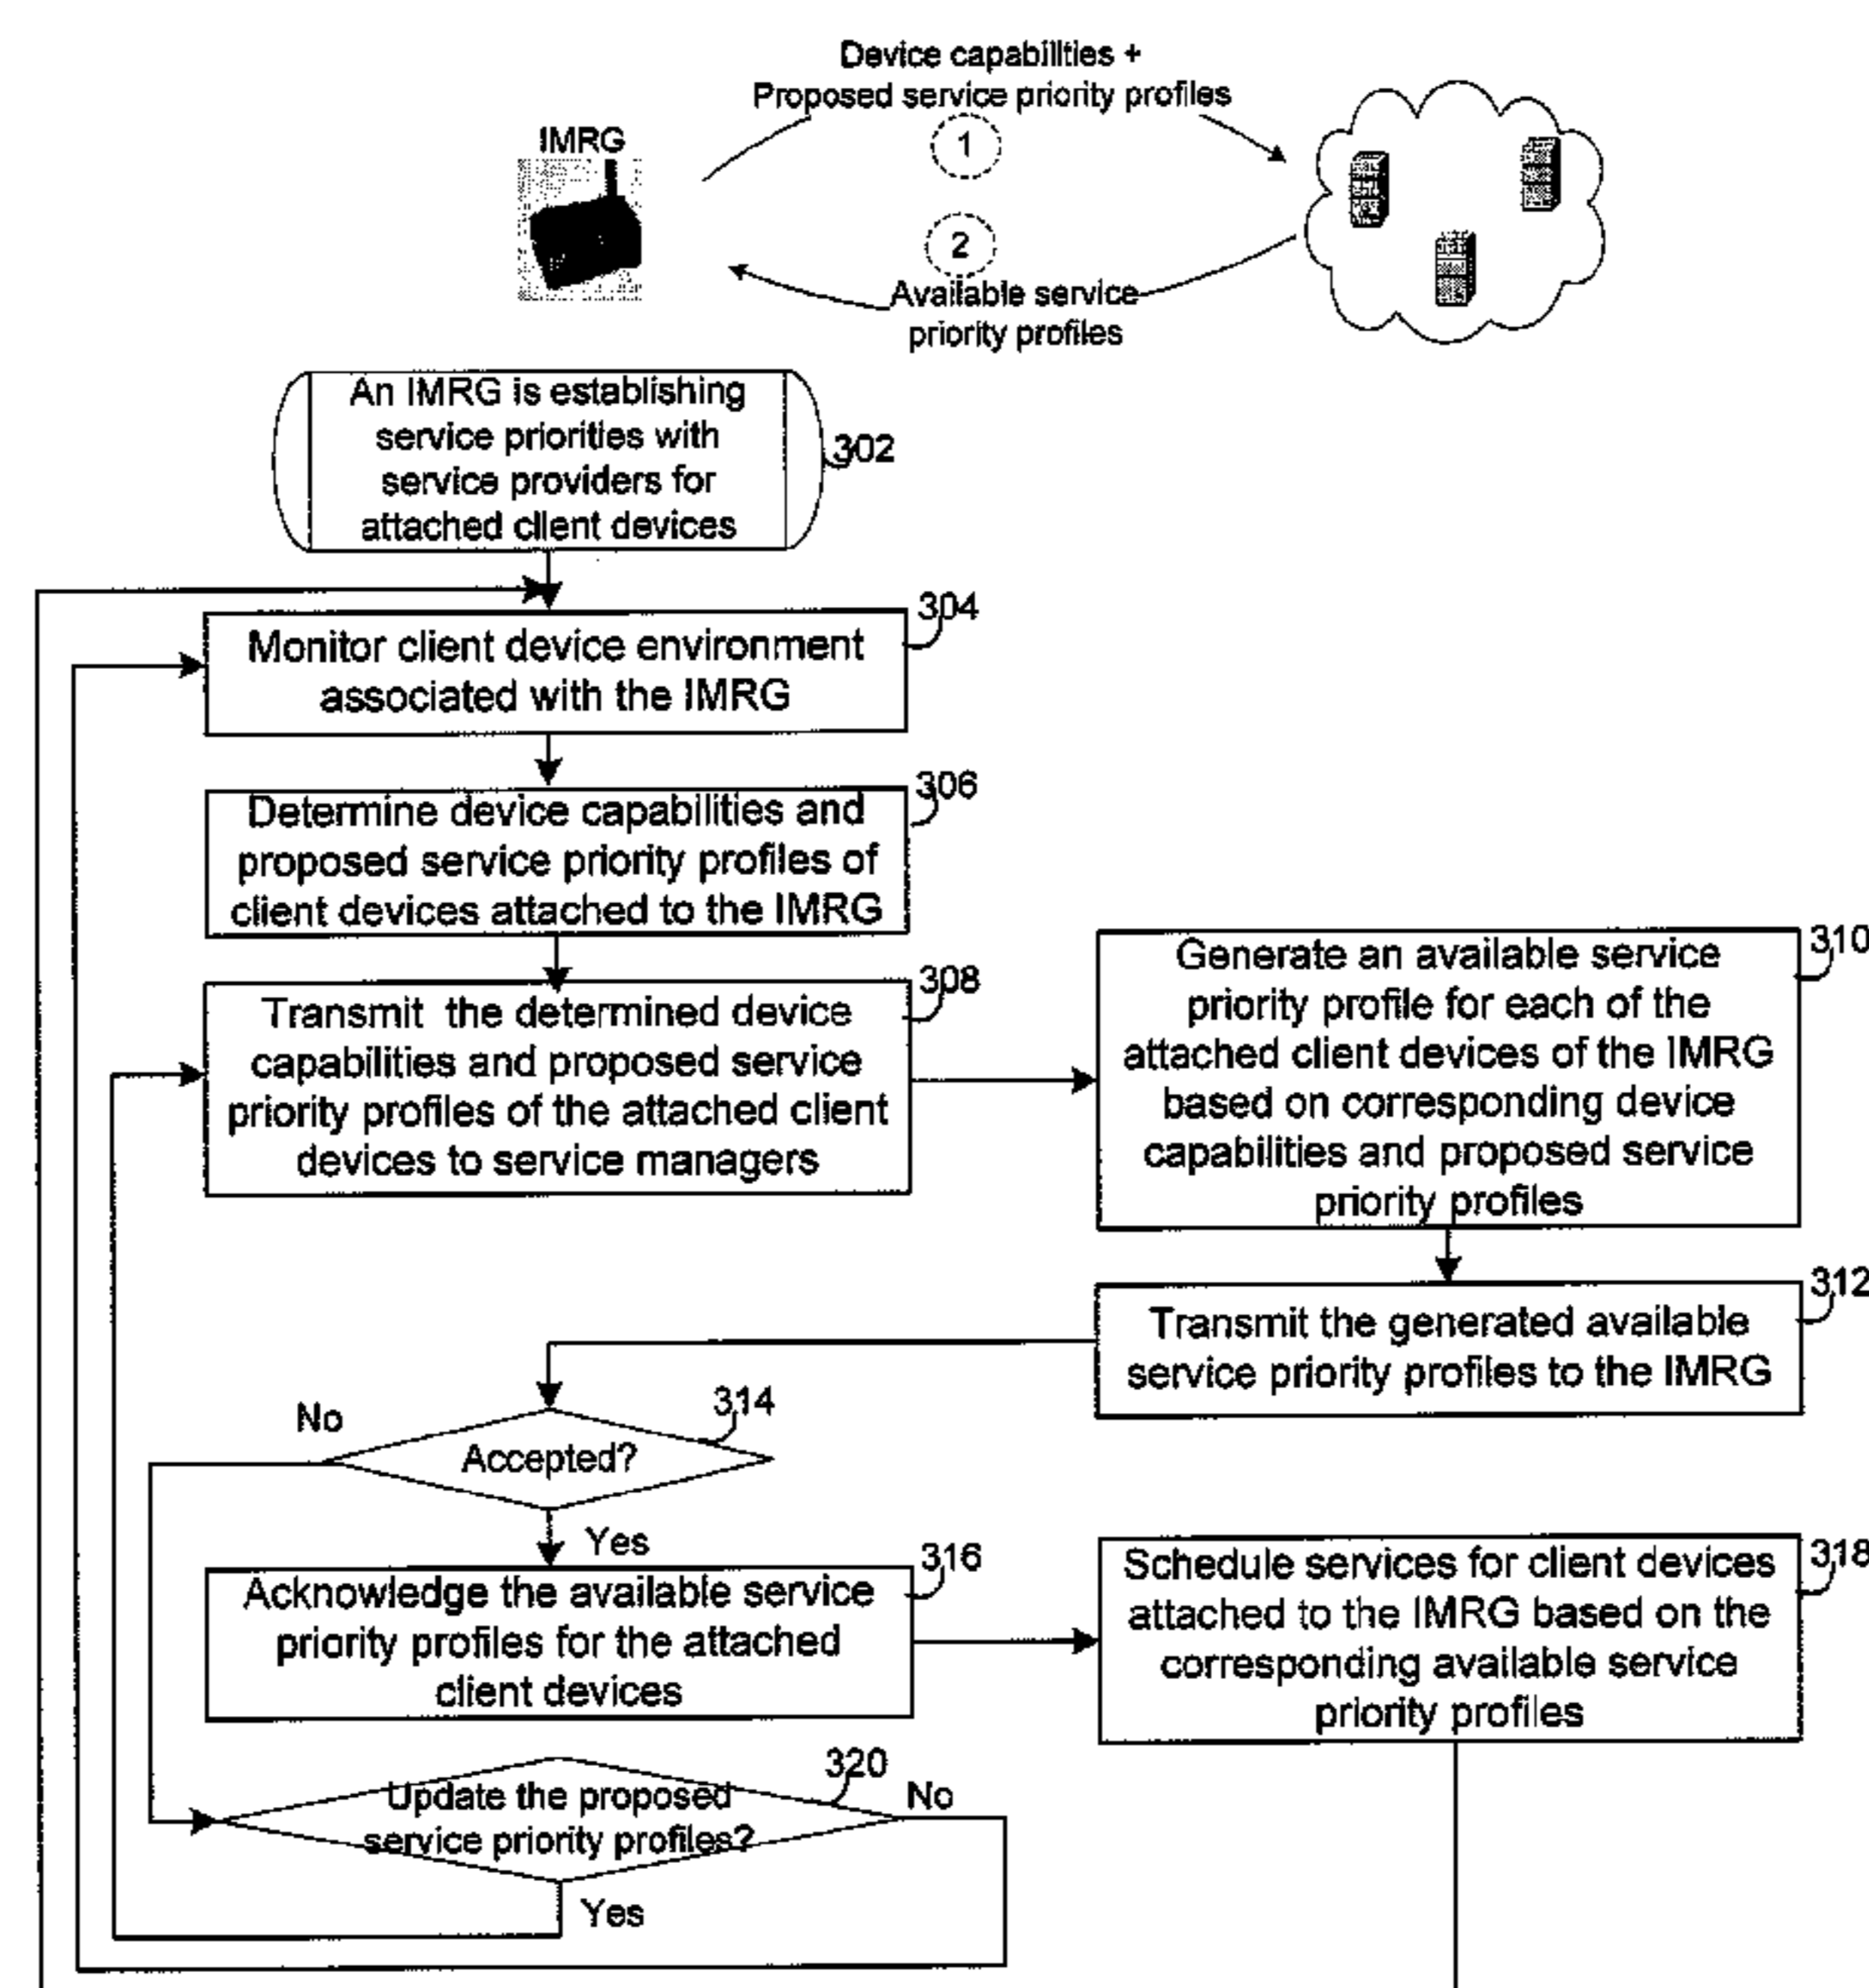 Device capabilities +
Proposed service priority profiles
1
IMRG
2
Available service
priority profiles
An IMRG is establishing
service priorities with
service providers for
attached client devices
302
304
Monitor client device environment
associated with the IMRG
306
Determine device capabilities and
proposed service priority profiles of
client devices attached to the IMRG
308
Transmit the determined device
capabilities and proposed service
priority profiles of the attached client
devices to service managers
310
Generate an available service
priority profile for each of the
attached client devices of the IMRG
based on corresponding device
capabilities and proposed service
priority profiles
312
Transmit the generated available
service priority profiles to the IMRG
314
No
Accepted?
Yes
316
Acknowledge the available service
priority profiles for the attached
client devices
318
Schedule services for client devices
attached to the IMRG based on the
corresponding available service
priority profiles
320
Update the proposed
service priority profiles?
No
Yes